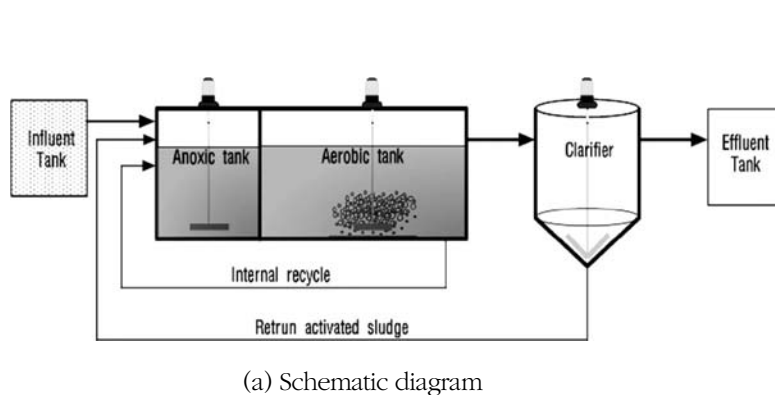 Influent
Tank
Anoxic tank
Aerobic tank
Clarifier
Effluent
Tank
Internal recycle
Retrun activated sludge
(a) Schematic diagram